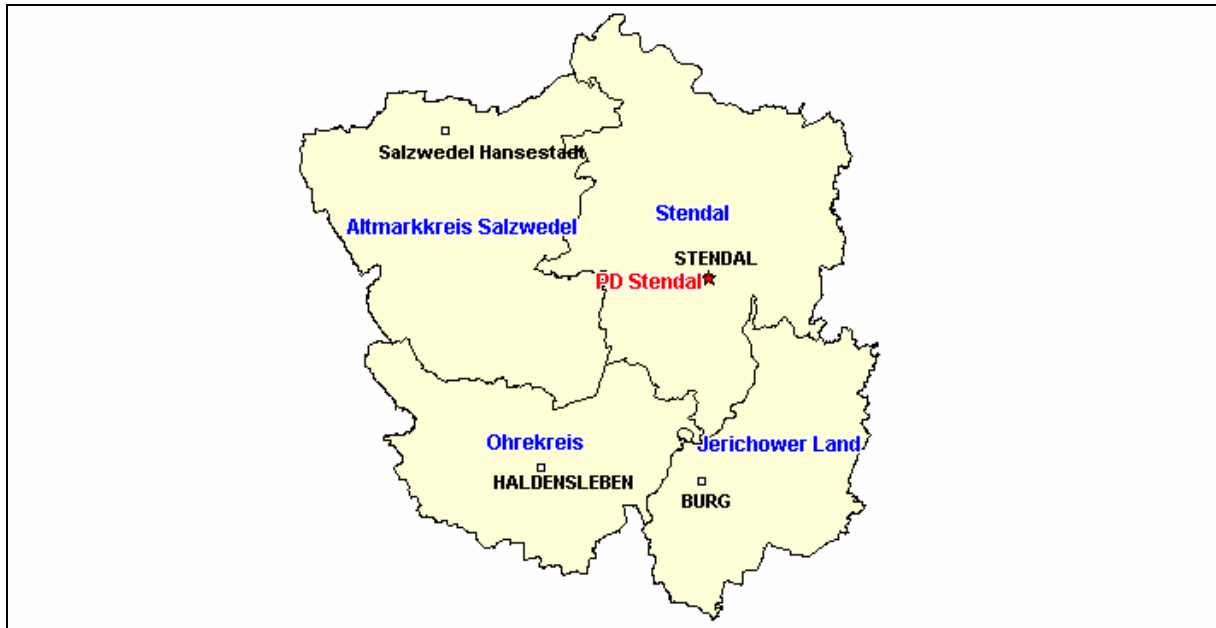 Salzwedel Hansestadt
Stendal
Altmarkkreis Salzwedel
STENDAL
PD Stendal
Ohrekreis
Jerichower Land
HALDENSLEBEN
BURG